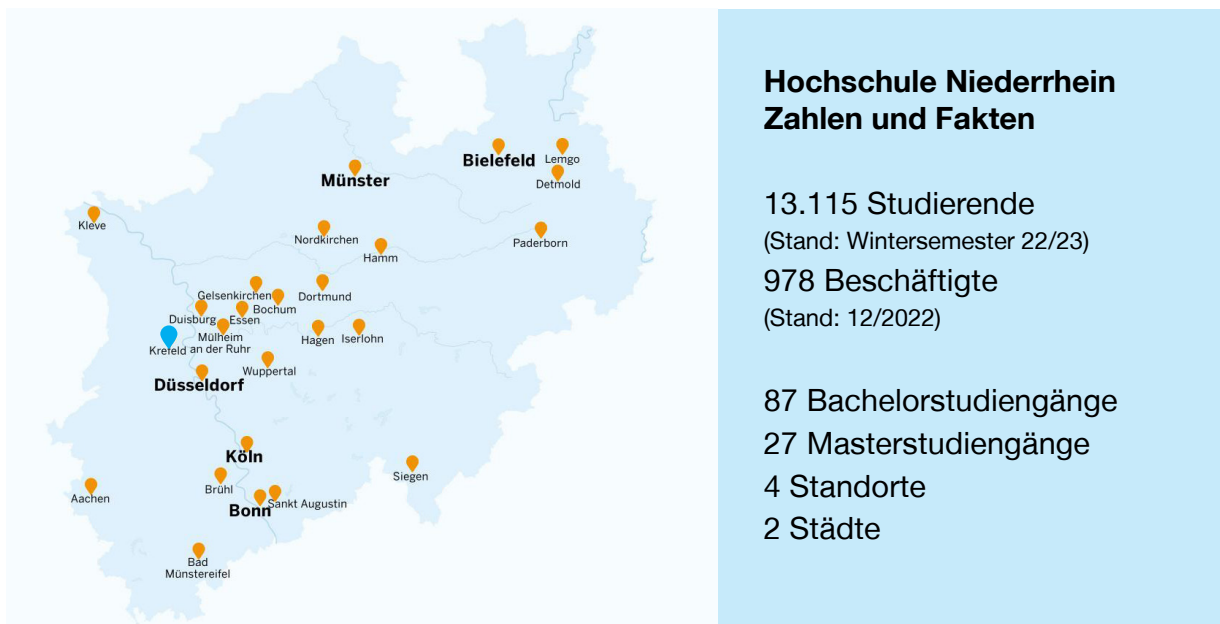 Bielefeld
Lemgo
Detmold
Münster
Kleve
Nordkirchen
Hamm
Paderborn
Gelsenkirchen
Bochum
Dortmund
Duisburg
Essen
Mülheim
an der Ruhr
Krefeld
Hagen
Iserlohn
Wuppertal
Düsseldorf
Köln
Siegen
Aachen
Brühl
Bonn
Sankt Augustin
Bad
Münstereifel
Hochschule Niederrhein
Zahlen und Fakten
13.115 Studierende
(Stand: Wintersemester 22/23)
978 Beschäftigte
(Stand: 12/2022)
87 Bachelorstudiengänge
27 Masterstudiengänge
4 Standorte
2 Städte